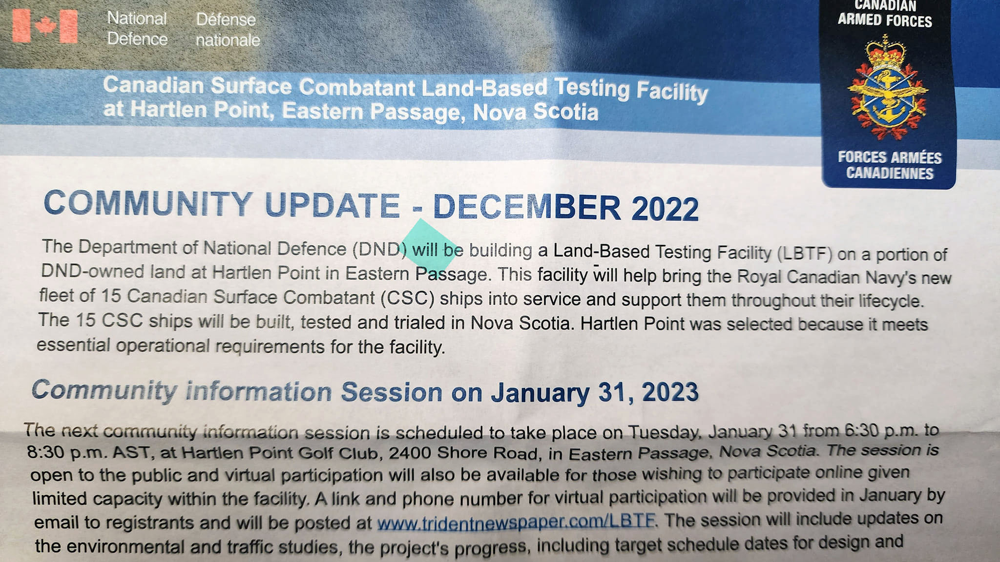 National Défense
Defence nationale
CANADIAN
ARMED FORCES
Canadian Surface Combatant Land-Based Testing Facility
at Hartlen Point, Eastern Passage, Nova Scotia
FORCES ARMÉES
CANADIENNES
COMMUNITY UPDATE - DECEMBER 2022
The Department of National Defence (DND) will be building a Land-Based Testing Facility (LBTF) on a portion of
DND-owned land at Hartlen Point in Eastern Passage. This facility will help bring the Royal Canadian Navy's new
fleet of 15 Canadian Surface Combatant (CSC) ships into service and support them throughout their lifecycle.
The 15 CSC ships will be built, tested and trialed in Nova Scotia. Hartlen Point was selected because it meets
essential operational requirements for the facility.
Community information Session on January 31, 2023
The next community information session is scheduled to take place on Tuesday, January 31 from 6:30 p.m. to
8:30 p.m. AST, at Hartlen Point Golf Club, 2400 Shore Road, in Eastern Passage, Nova Scotia. The session is
open to the public and virtual participation will also be available for those wishing to participate online given
limited capacity within the facility. A link and phone number for virtual participation will be provided in January by
email to registrants and will be posted at www.tridentnewspaper.com/LBTF. The session will include updates on
the environmental and traffic studies, the project's progress, including target schedule dates for design and